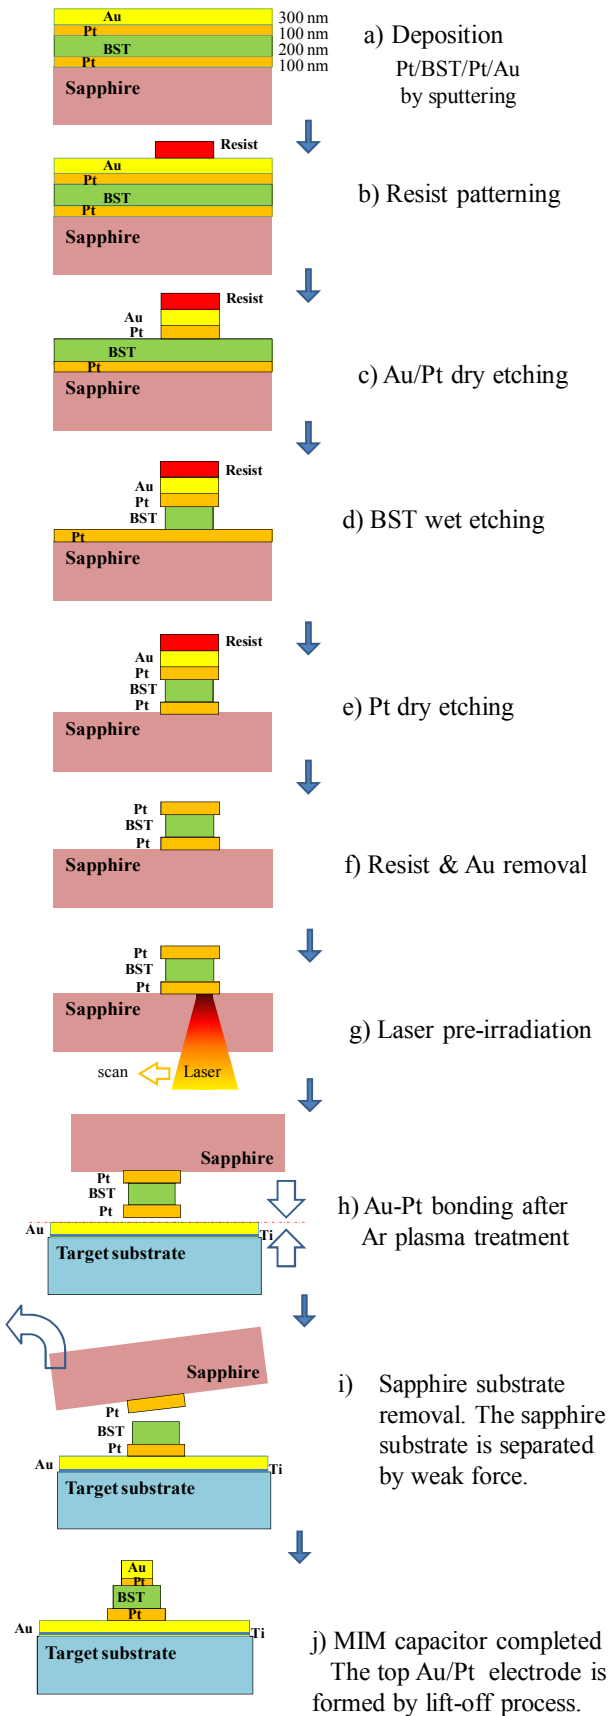 Au 300 nm
Pt 100 nm
BST 200 nm
Pt 100 nm
Sapphire
a) Deposition
Pt/BST/Pt/Au
by sputtering
Resist
Au
Pt
BST
Pt
Sapphire
b) Resist patterning
Resist
Au
Pt
BST
Pt
Sapphire
c) Au/Pt dry etching
Resist
Au
Pt
BST
Pt
Sapphire
d) BST wet etching
Resist
Au
Pt
BST
Pt
Sapphire
e) Pt dry etching
Pt
BST
Pt
Sapphire
f) Resist & Au removal
Pt
BST
Pt
Sapphire
scan Laser
g) Laser pre-irradiation
Sapphire
Pt
BST
Pt
Au Ti
Target substrate
h) Au-Pt bonding after
Ar plasma treatment
Sapphire
Pt
BST
Pt
Au Ti
Target substrate
i) Sapphire substrate
removal. The sapphire
substrate is separated
by weak force.
Au
Pt
BST
Pt
Au Ti
Target substrate
j) MIM capacitor completed
The top Au/Pt electrode is
formed by lift-off process.